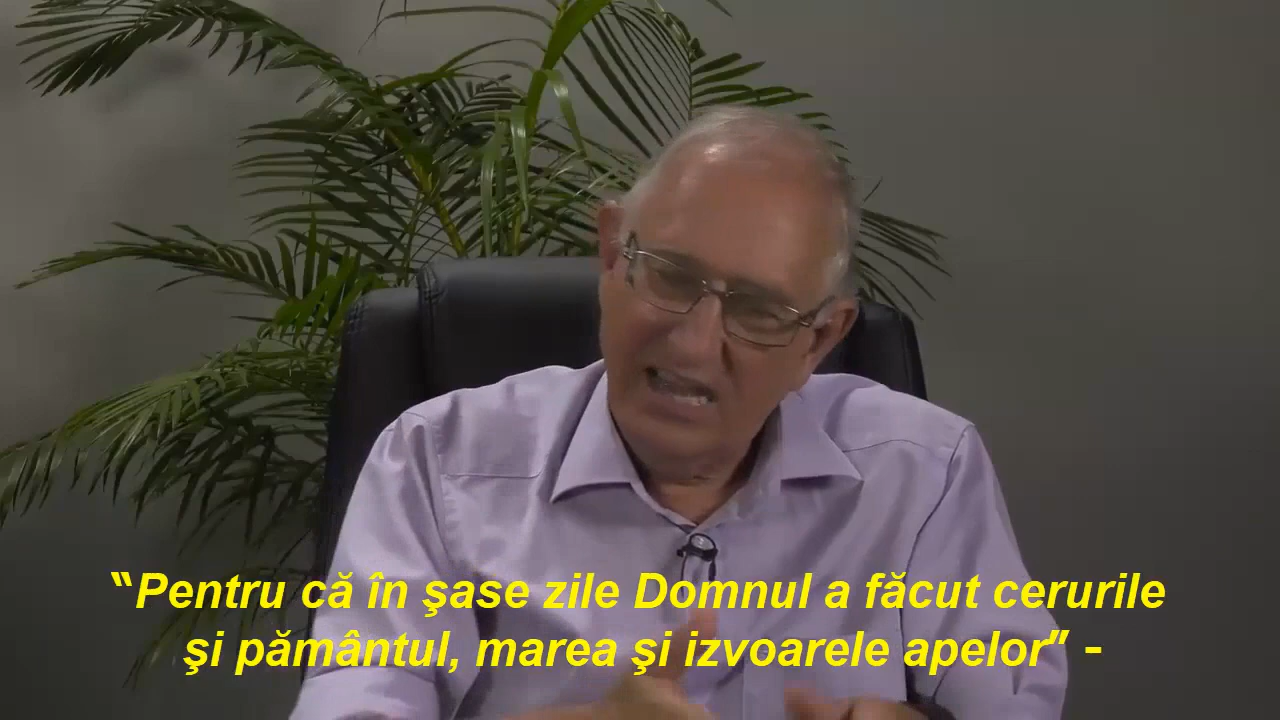 “Pentru că în şase zile Domnul a făcut cerurile
şi pământul, marea şi izvoarele apelor” -